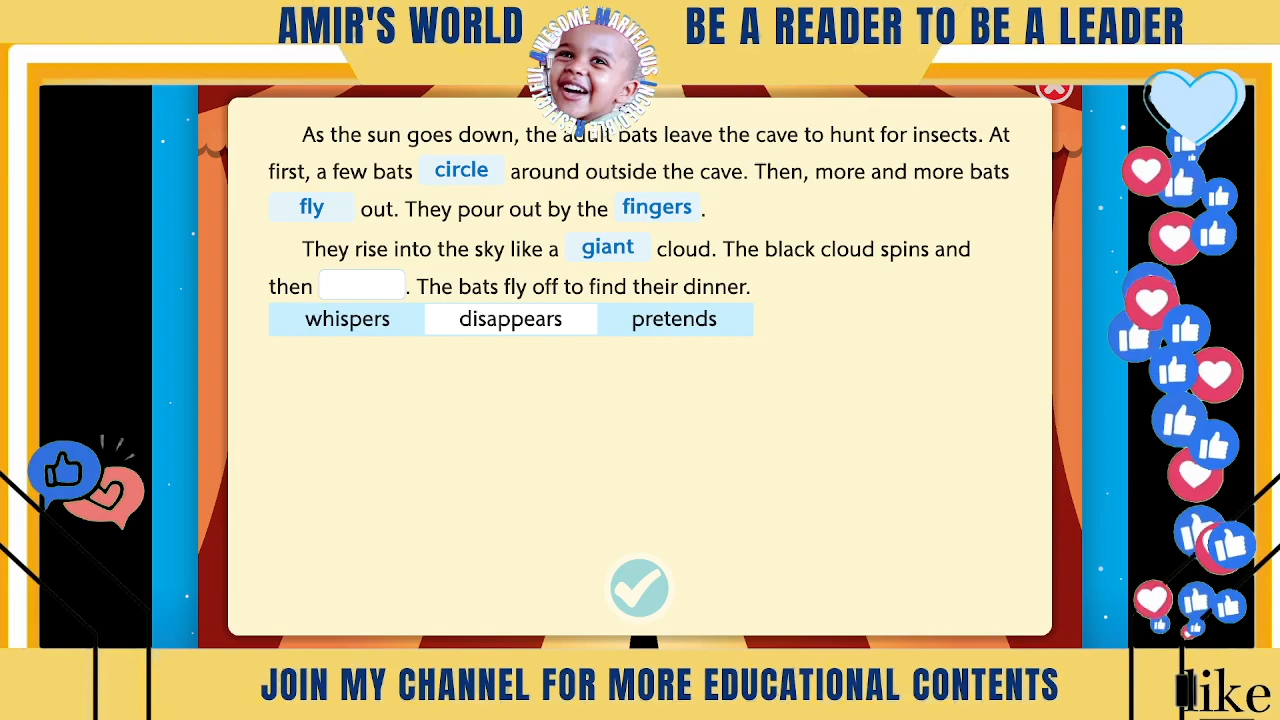 AMIR'S WORLD
BE A READER TO BE A LEADER
AWESOME MARVELOUS INCREDIBLE RESPECTFUL
As the sun goes down, the adult bats leave the cave to hunt for insects. At
first, a few bats circle around outside the cave. Then, more and more bats
fly out. They pour out by the fingers.
They rise into the sky like a giant cloud. The black cloud spins and
then . The bats fly off to find their dinner.
whispers disappears pretends
JOIN MY CHANNEL FOR MORE EDUCATIONAL CONTENTS
like